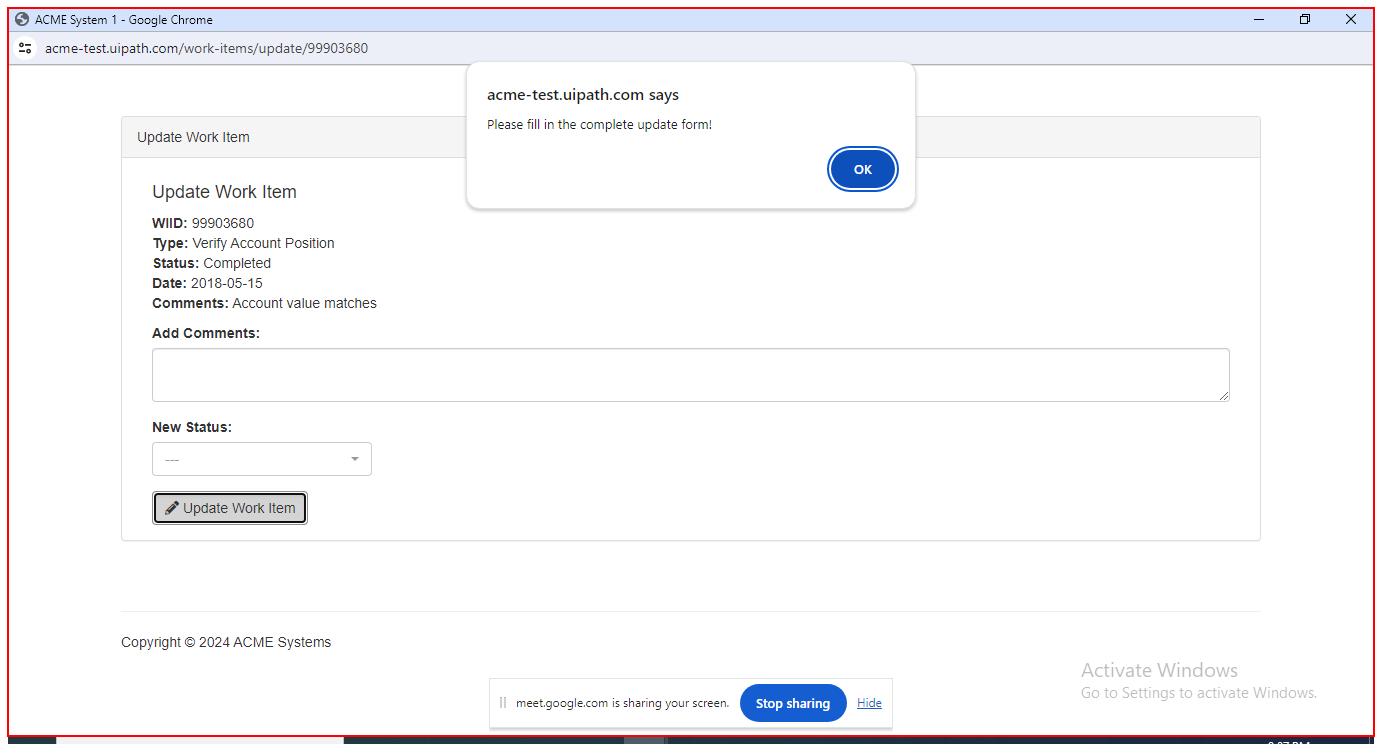 ACME System 1 - Google Chrome
acme-test.uipath.com/work-items/update/99903680
acme-test.uipath.com says
Please fill in the complete update form!
OK
Update Work Item
Update Work Item
WIID: 99903680
Type: Verify Account Position
Status: Completed
Date: 2018-05-15
Comments: Account value matches
Add Comments:
New Status:
---
Update Work Item
Copyright © 2024 ACME Systems
Activate Windows
Go to Settings to activate Windows.
meet.google.com is sharing your screen. Stop sharing Hide